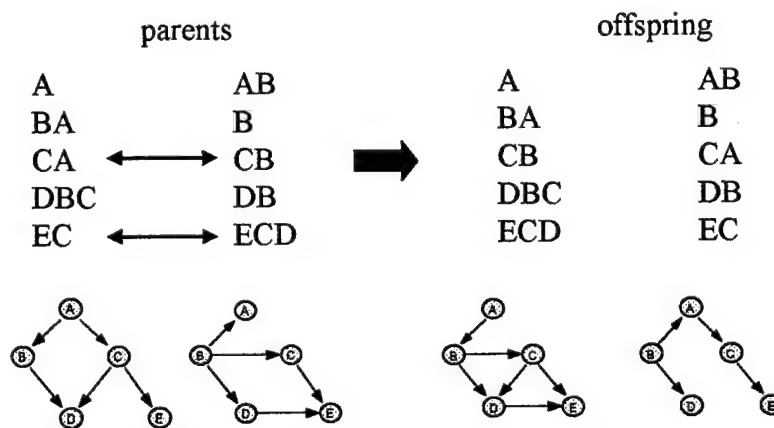 parents offspring
A AB A AB
BA B BA B
CA CB CB CA
DBC DB DBC DB
EC ECD ECD EC
A A A A
B C B C B C B C
D E D E D E D E